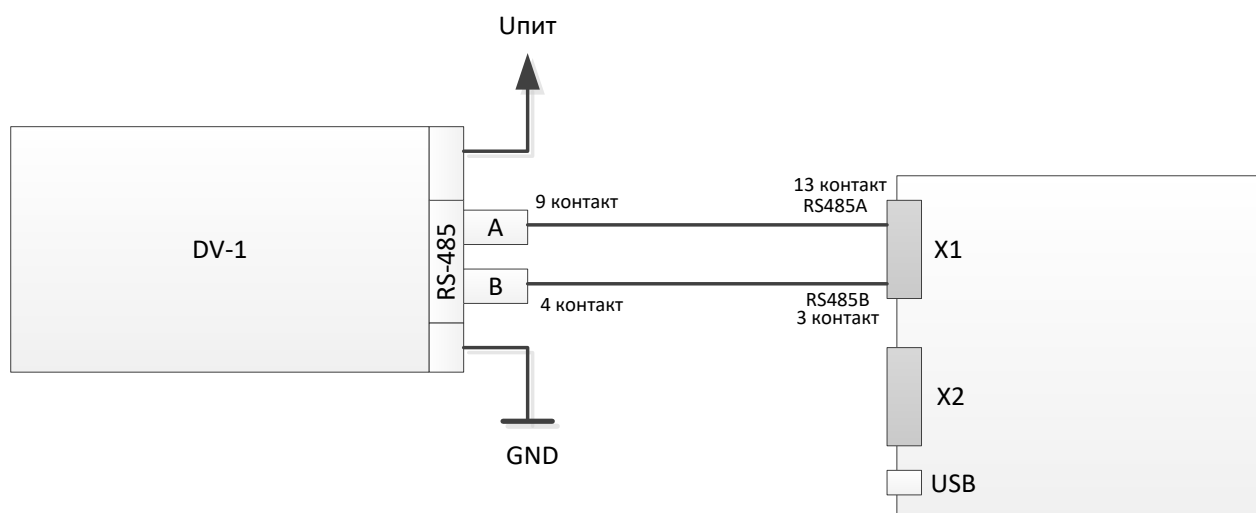 Uпит
DV-1
RS-485
A
B
9 контакт
4 контакт
GND
13 контакт
RS485A
RS485B
3 контакт
X1
X2
USB